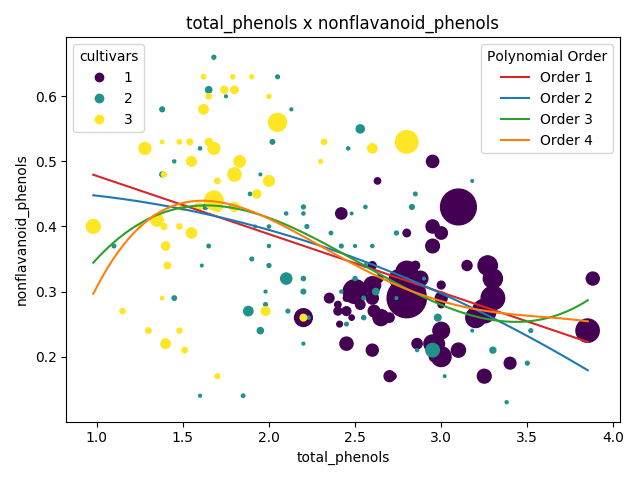 total_phenols x nonflavanoid_phenols
cultivars
1
2
3
Polynomial Order
Order 1
Order 2
Order 3
Order 4
nonflavanoid_phenols
0.6
0.5
0.4
0.3
0.2
1.0 1.5 2.0 2.5 3.0 3.5 4.0
total_phenols